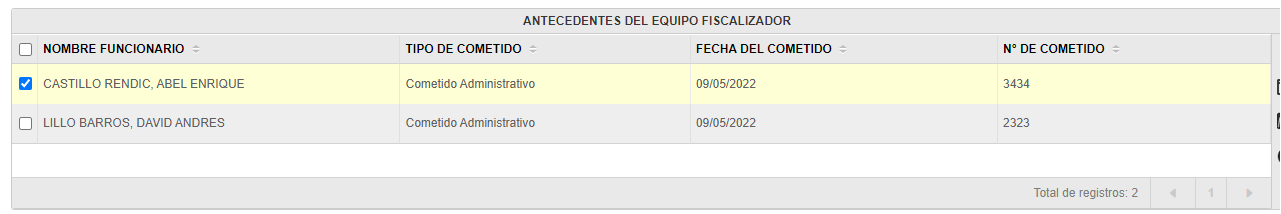 ANTECEDENTES DEL EQUIPO FISCALIZADOR
NOMBRE FUNCIONARIO TIPO DE COMETIDO FECHA DEL COMETIDO N° DE COMETIDO
CASTILLO RENDIC, ABEL ENRIQUE Cometido Administrativo 09/05/2022 3434
LILLO BARROS, DAVID ANDRES Cometido Administrativo 09/05/2022 2323
Total de registros: 2 1